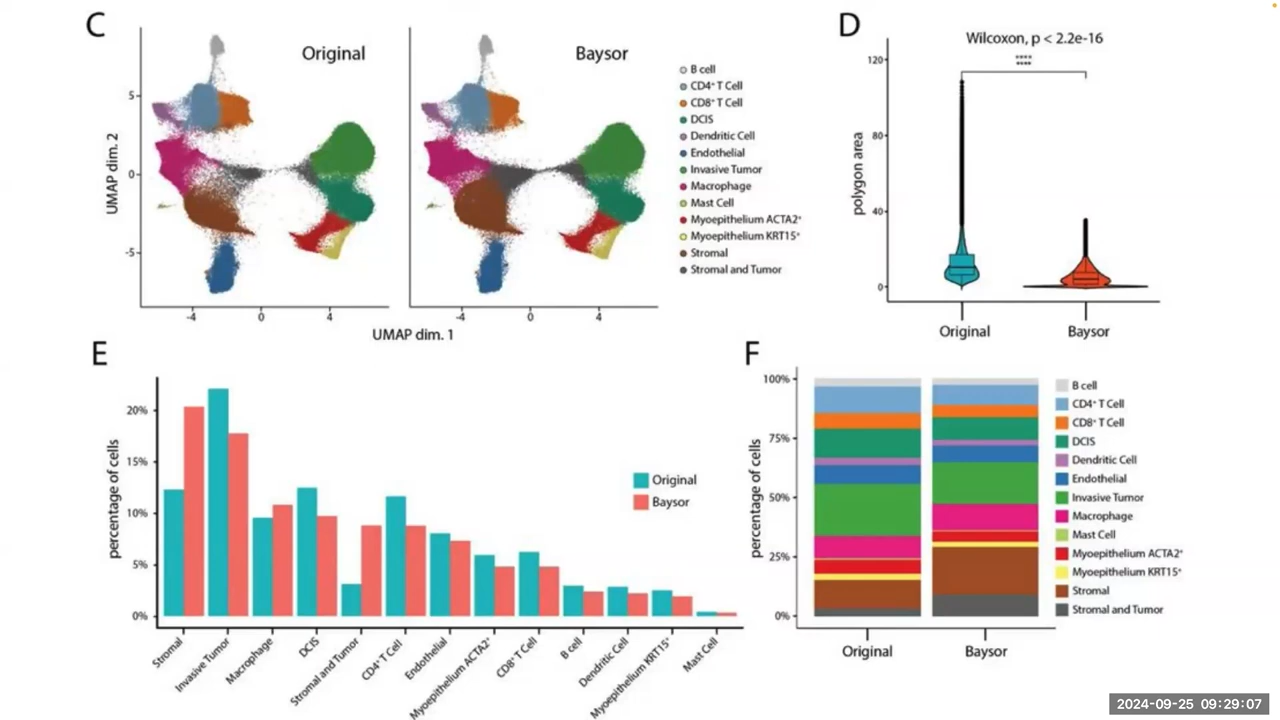 C
Original
Baysor
UMAP dim. 2
5
0
-5
-4
0
4
-4
0
4
UMAP dim. 1
B cell
CD4⁺ T Cell
CD8⁺ T Cell
DCIS
Dendritic Cell
Endothelial
Invasive Tumor
Macrophage
Mast Cell
Myoepithelium ACTA2⁺
Myoepithelium KRT15⁺
Stromal
Stromal and Tumor
D
Wilcoxon, p < 2.2e-16
****
****
polygon area
120
80
40
0
Original
Baysor
E
percentage of cells
20%
15%
10%
5%
0%
Original
Baysor
Stromal
Invasive Tumor
Macrophage
DCIS
Stromal and Tumor
CD4⁺ T Cell
Endothelial
Myoepithelium ACTA2⁺
CD8⁺ T Cell
B cell
Dendritic Cell
Myoepithelium KRT15⁺
Mast Cell
F
percentage of cells
100%
75%
50%
25%
0%
Original
Baysor
B cell
CD4⁺ T Cell
CD8⁺ T Cell
DCIS
Dendritic Cell
Endothelial
Invasive Tumor
Macrophage
Mast Cell
Myoepithelium ACTA2⁺
Myoepithelium KRT15⁺
Stromal
Stromal and Tumor
2024-09-25 09:29:07